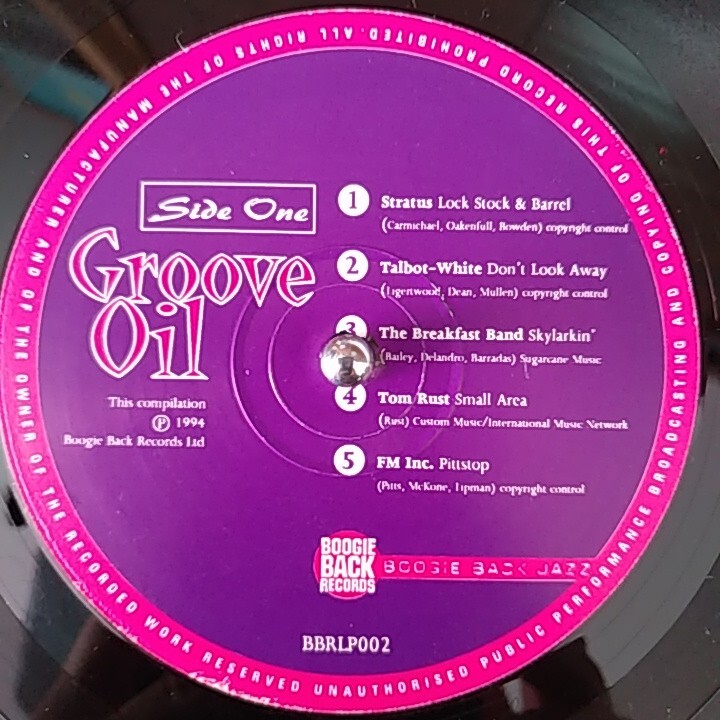 Side One
Groove
Oil
This compilation
℗ 1994
Boogie Back Records Ltd
1 Stratus Lock Stock & Barrel
(Carmichael, Oakenfull, Bowden) copyright control
2 Talbot-White Don't Look Away
(Ligertwood, Dean, Mullen) copyright control
3 The Breakfast Band Skylarkin'
(Bailey, Delandro, Barradas) Sugarcane Music
4 Tom Rust Small Area
(Rust) Custom Music/International Music Network
5 FM Inc. Pittstop
(Pitts, McKone, Lipman) copyright control
BOOGIE
BACK
RECORDS
BOOGIE BACK JAZZ
BBRLP002
ALL RIGHTS OF THE MANUFACTURER AND OF THE OWNER OF THE RECORDED WORK RESERVED UNAUTHORISED PUBLIC PERFORMANCE BROADCASTING AND COPYING OF THIS RECORD PROHIBITED.